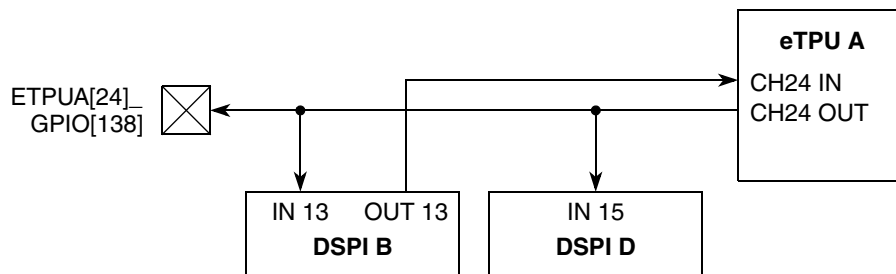 eTPU A
ETPUA[24]_
GPIO[138]
CH24 IN
CH24 OUT
IN 13 OUT 13
DSPI B
IN 15
DSPI D